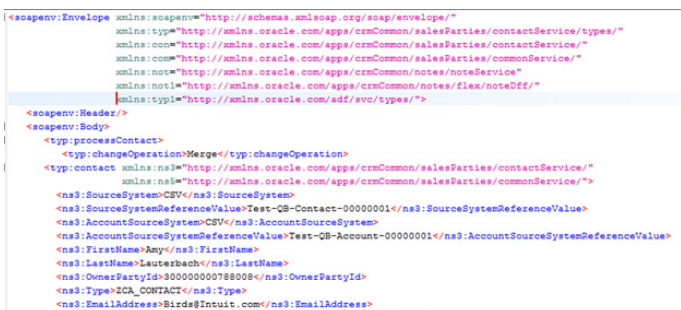 <soapenv:Envelope xmlns:soapenv="http://schemas.xmlsoap.org/soap/envelope/"
xmlns:typ="http://xmlns.oracle.com/apps/crmCommon/salesParties/contactService/types/"
xmlns:con="http://xmlns.oracle.com/apps/crmCommon/salesParties/contactService/"
xmlns:com="http://xmlns.oracle.com/apps/crmCommon/salesParties/commonService/"
xmlns:not="http://xmlns.oracle.com/apps/crmCommon/notes/noteService"
xmlns:not1="http://xmlns.oracle.com/apps/crmCommon/notes/flex/noteDff/"
xmlns:typ1="http://xmlns.oracle.com/adf/svc/types/">
<soapenv:Header/>
<soapenv:Body>
<typ:processContact>
<typ:changeOperation>Merge</typ:changeOperation>
<typ:contact xmlns:ns3="http://xmlns.oracle.com/apps/crmCommon/salesParties/contactService/"
xmlns:ns5="http://xmlns.oracle.com/apps/crmCommon/salesParties/contactService/">
<ns3:SourceSystem>CSV</ns3:SourceSystem>
<ns3:SourceSystemReferenceValue>Test-QB-Contact-00000001</ns3:SourceSystemReferenceValue>
<ns3:AccountSourceSystem>CSV</ns3:AccountSourceSystem>
<ns3:AccountSourceSystemReferenceValue>Test-QB-Account-00000001</ns3:AccountSourceSystemReferenceValue>
<ns3:FirstName>Amy</ns3:FirstName>
<ns3:LastName>Lauterbach</ns3:LastName>
<ns3:OwnerPartyId>300000000788008</ns3:OwnerPartyId>
<ns3:Type>ZCA_CONTACT</ns3:Type>
<ns3:EmailAddress>Birds@Intuit.com</ns3:EmailAddress>